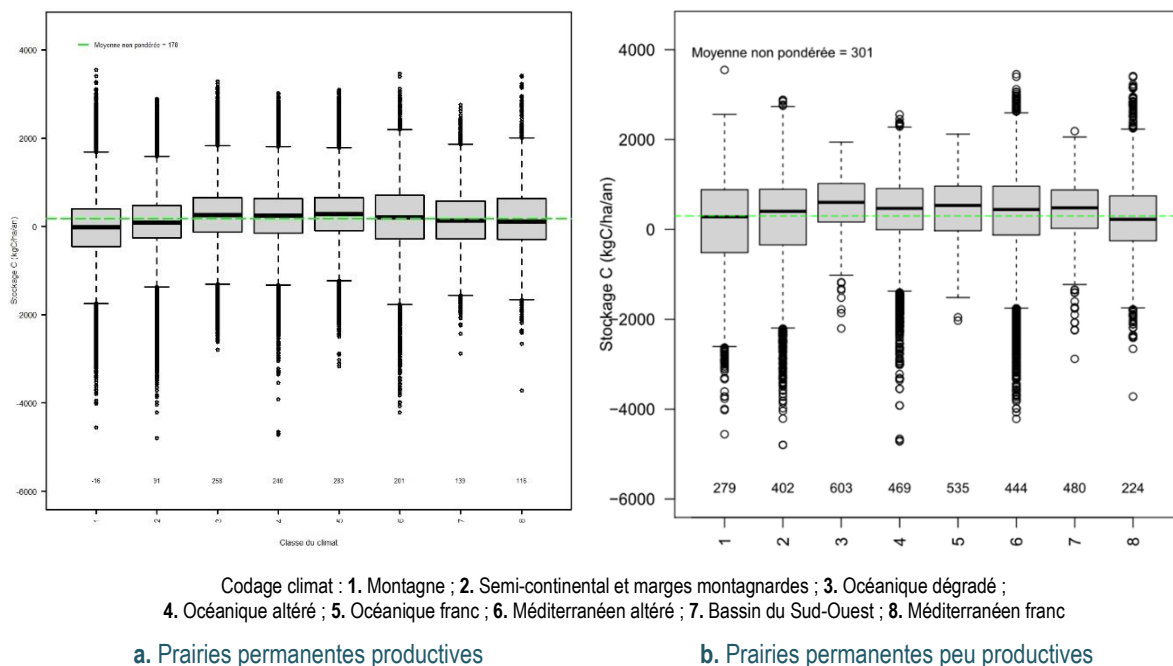 Moyenne non pondérée = 178
4000
2000
0
-2000
-4000
-6000
Stockage C (kgC/ha/an)
-16 91 258 246 283 201 139 116
1 2 3 4 5 6 7 8
Classe du climat
Moyenne non pondérée = 301
4000
2000
0
−2000
−4000
−6000
Stockage C (kgC/ha/an)
279 402 603 469 535 444 480 224
1 2 3 4 5 6 7 8
Codage climat : 1. Montagne ; 2. Semi-continental et marges montagnardes ; 3. Océanique dégradé ;
4. Océanique altéré ; 5. Océanique franc ; 6. Méditerranéen altéré ; 7. Bassin du Sud-Ouest ; 8. Méditerranéen franc
a. Prairies permanentes productives
b. Prairies permanentes peu productives